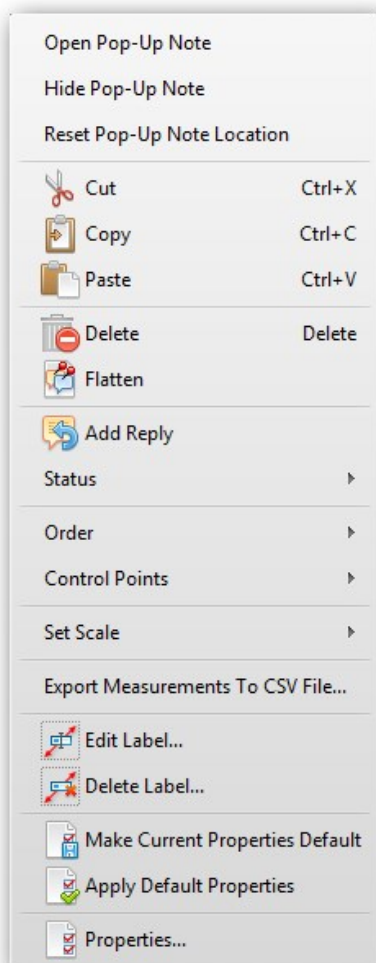 Open Pop-Up Note
Hide Pop-Up Note
Reset Pop-Up Note Location
Cut Ctrl+X
Copy Ctrl+C
Paste Ctrl+V
Delete Delete
Flatten
Add Reply
Status
Order
Control Points
Set Scale
Export Measurements To CSV File...
Edit Label...
Delete Label...
Make Current Properties Default
Apply Default Properties
Properties...